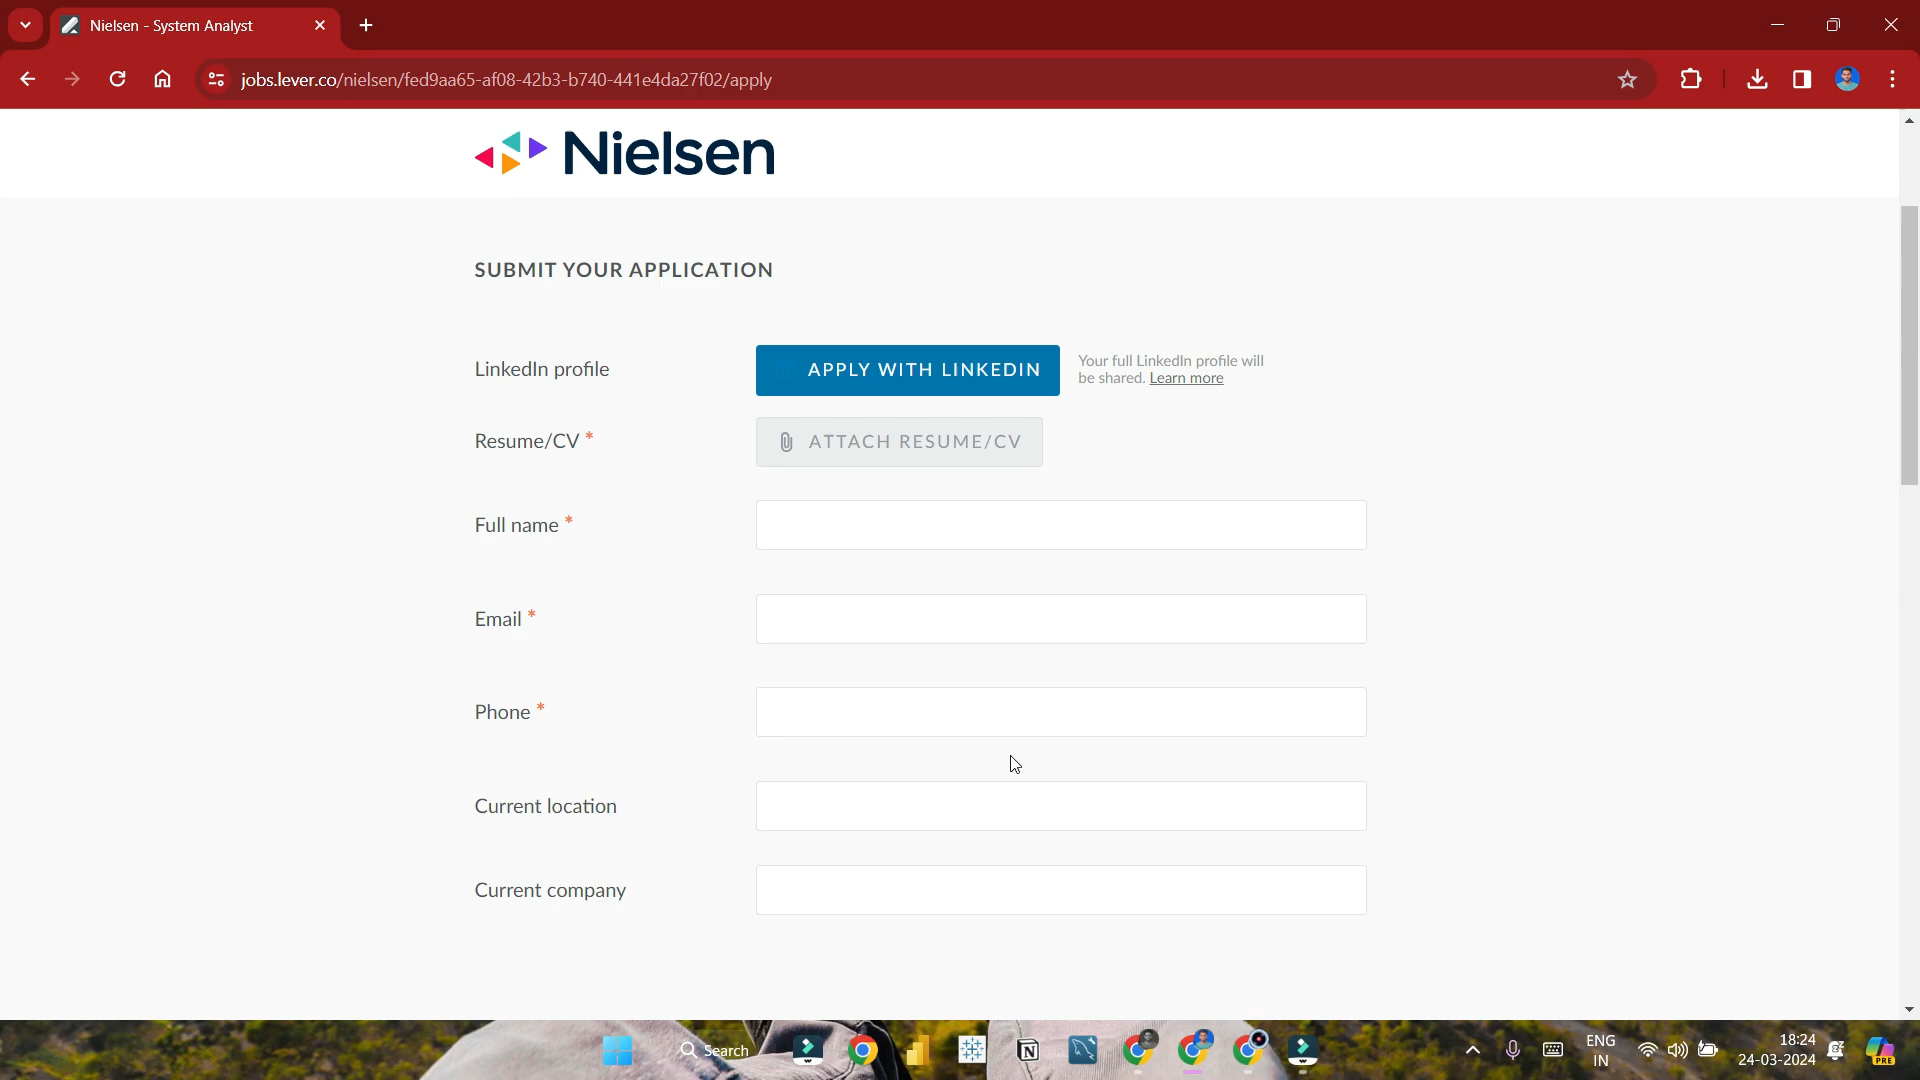 Nielsen - System Analyst
jobs.lever.co/nielsen/fed9aa65-af08-42b3-b740-441e4da27f02/apply
Nielsen
SUBMIT YOUR APPLICATION
LinkedIn profile
APPLY WITH LINKEDIN
Your full LinkedIn profile will
be shared. Learn more
Resume/CV *
ATTACH RESUME/CV
Full name *
Email *
Phone *
Current location
Current company
Search
ENG
IN
18:24
24-03-2024
PRE